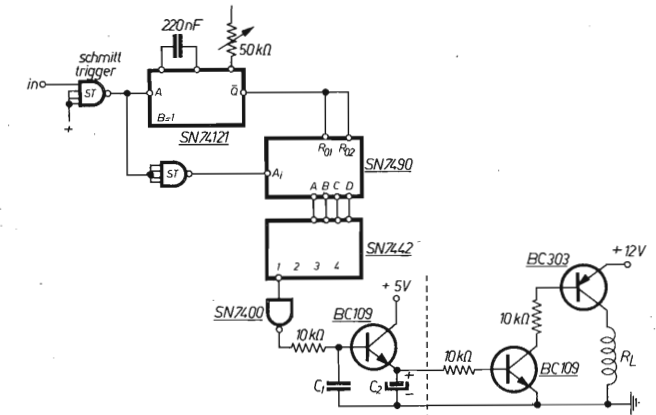 220nF
50kΩ
schmitt
trigger
in
ST
+
A
Q̄
B=1
SN74121
ST
R01 R02
SN7490
Ai
A B C D
SN7442
1 2 3 4
SN7400
10kΩ
BC109
+ 5V
C1
C2
+
−
10kΩ
BC109
10kΩ
BC303
+ 12V
RL